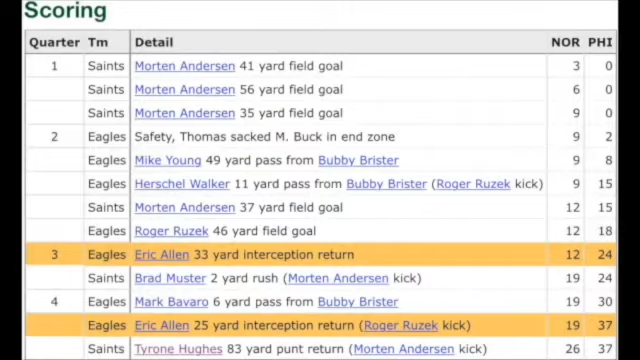 Scoring
Quarter Tm Detail NOR PHI
1 Saints Morten Andersen 41 yard field goal 3 0
Saints Morten Andersen 56 yard field goal 6 0
Saints Morten Andersen 35 yard field goal 9 0
2 Eagles Safety, Thomas sacked M. Buck in end zone 9 2
Eagles Mike Young 49 yard pass from Bubby Brister 9 8
Eagles Herschel Walker 11 yard pass from Bubby Brister (Roger Ruzek kick) 9 15
Saints Morten Andersen 37 yard field goal 12 15
Eagles Roger Ruzek 46 yard field goal 12 18
3 Eagles Eric Allen 33 yard interception return 12 24
Saints Brad Muster 2 yard rush (Morten Andersen kick) 19 24
4 Eagles Mark Bavaro 6 yard pass from Bubby Brister 19 30
Eagles Eric Allen 25 yard interception return (Roger Ruzek kick) 19 37
Saints Tyrone Hughes 83 yard punt return (Morten Andersen kick) 26 37